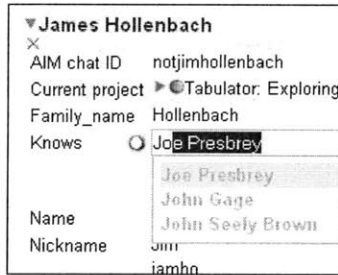 James Hollenbach
AIM chat ID notjimhollenbach
Current project Tabulator: Exploring
Family_name Hollenbach
Knows Joe Presbrey
Joe Presbrey
John Gage
John Seely Brown
Name
Nickname Jim
jambo